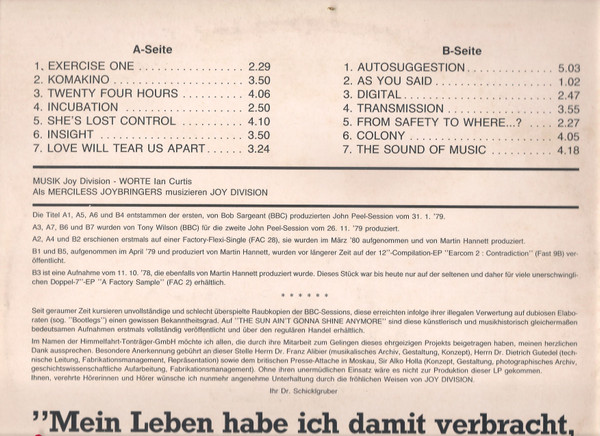 A-Seite
1. EXERCISE ONE ................. 2.29
2. KOMAKINO ..................... 3.50
3. TWENTY FOUR HOURS ........ 4.06
4. INCUBATION ................... 2.50
5. SHE'S LOST CONTROL ......... 4.10
6. INSIGHT ....................... 3.50
7. LOVE WILL TEAR US APART...... 3.24
B-Seite
1. AUTOSUGGESTION.............. 5.03
2. AS YOU SAID .................. 1.02
3. DIGITAL........................ 2.47
4. TRANSMISSION ................ 3.55
5. FROM SAFETY TO WHERE...? .... 2.27
6. COLONY ....................... 4.05
7. THE SOUND OF MUSIC .......... 4.18
MUSIK Joy Division - WORTE Ian Curtis
Als MERCILESS JOYBRINGERS musizieren JOY DIVISION
Die Titel A1, A5, A6 und B4 entstammen der ersten, von Bob Sargeant (BBC) produzierten John Peel-Session vom 31. 1. '79.
A3, A7, B6 und B7 wurden von Tony Wilson (BBC) für die zweite John Peel-Session vom 26. 11. '79 produziert.
A2, A4 und B2 erschienen erstmals auf einer Factory-Flexi-Single (FAC 28), sie wurden im März '80 aufgenommen und von Martin Hannett produziert.
B1 und B5, aufgenommen im April '79 und produziert von Martin Hannett, wurden vor längerer Zeit auf der 12"-Compilation-EP "Earcom 2 : Contradiction" (Fast 9B) ver-
öffentlicht.
B3 ist eine Aufnahme vom 11. 10. '78, die ebenfalls von Martin Hannett produziert wurde. Dieses Stück war bis heute nur auf der seltenen und daher für viele unerschwingli-
chen Doppel-7"-EP "A Factory Sample" (FAC 2) erhältlich.
* * * * * *
Seit geraumer Zeit kursieren unvollständige und schlecht überspielte Raubkopien der BBC-Sessions, diese erreichten infolge ihrer illegalen Verwertung auf dubiosen Elabo-
raten (sog. "Bootlegs") einen gewissen Bekanntheitsgrad. Auf "THE SUN AIN'T GONNA SHINE ANYMORE" sind diese künstlerisch und musikhistorisch gleichermaßen
bedeutsamen Aufnahmen erstmals vollständig veröffentlicht und über den regulären Handel erhältlich.
Im Namen der Himmelfahrt-Tonträger-GmbH möchte ich allen, die durch ihre Mitarbeit zum Gelingen dieses ehrgeizigen Projekts beigetragen haben, meinen herzlichen
Dank aussprechen. Besondere Anerkennung gebührt an dieser Stelle Herrn Dr. Franz Alibier (musikalisches Archiv, Gestaltung, Konzept), Herrn Dr. Dietrich Gutedel (tech-
nische Leitung, Fabrikationsmanagement, Repräsentation) sowie dem britischen Presse-Attache in Moskau, Sir Alko Holla (Konzept, Gestaltung, photographisches Archiv,
geschichtswissenschaftliche Aufarbeitung, Fabrikationsmanagement). Ohne ihren unermüdlichen Einsatz wäre es nicht zur Produktion dieser LP gekommen.
Ihnen, verehrte Hörerinnen und Hörer wünsche ich nunmehr angenehme Unterhaltung durch die fröhlichen Weisen von JOY DIVISION.
Ihr Dr. Schicklgruber
"Mein Leben habe ich damit verbracht,